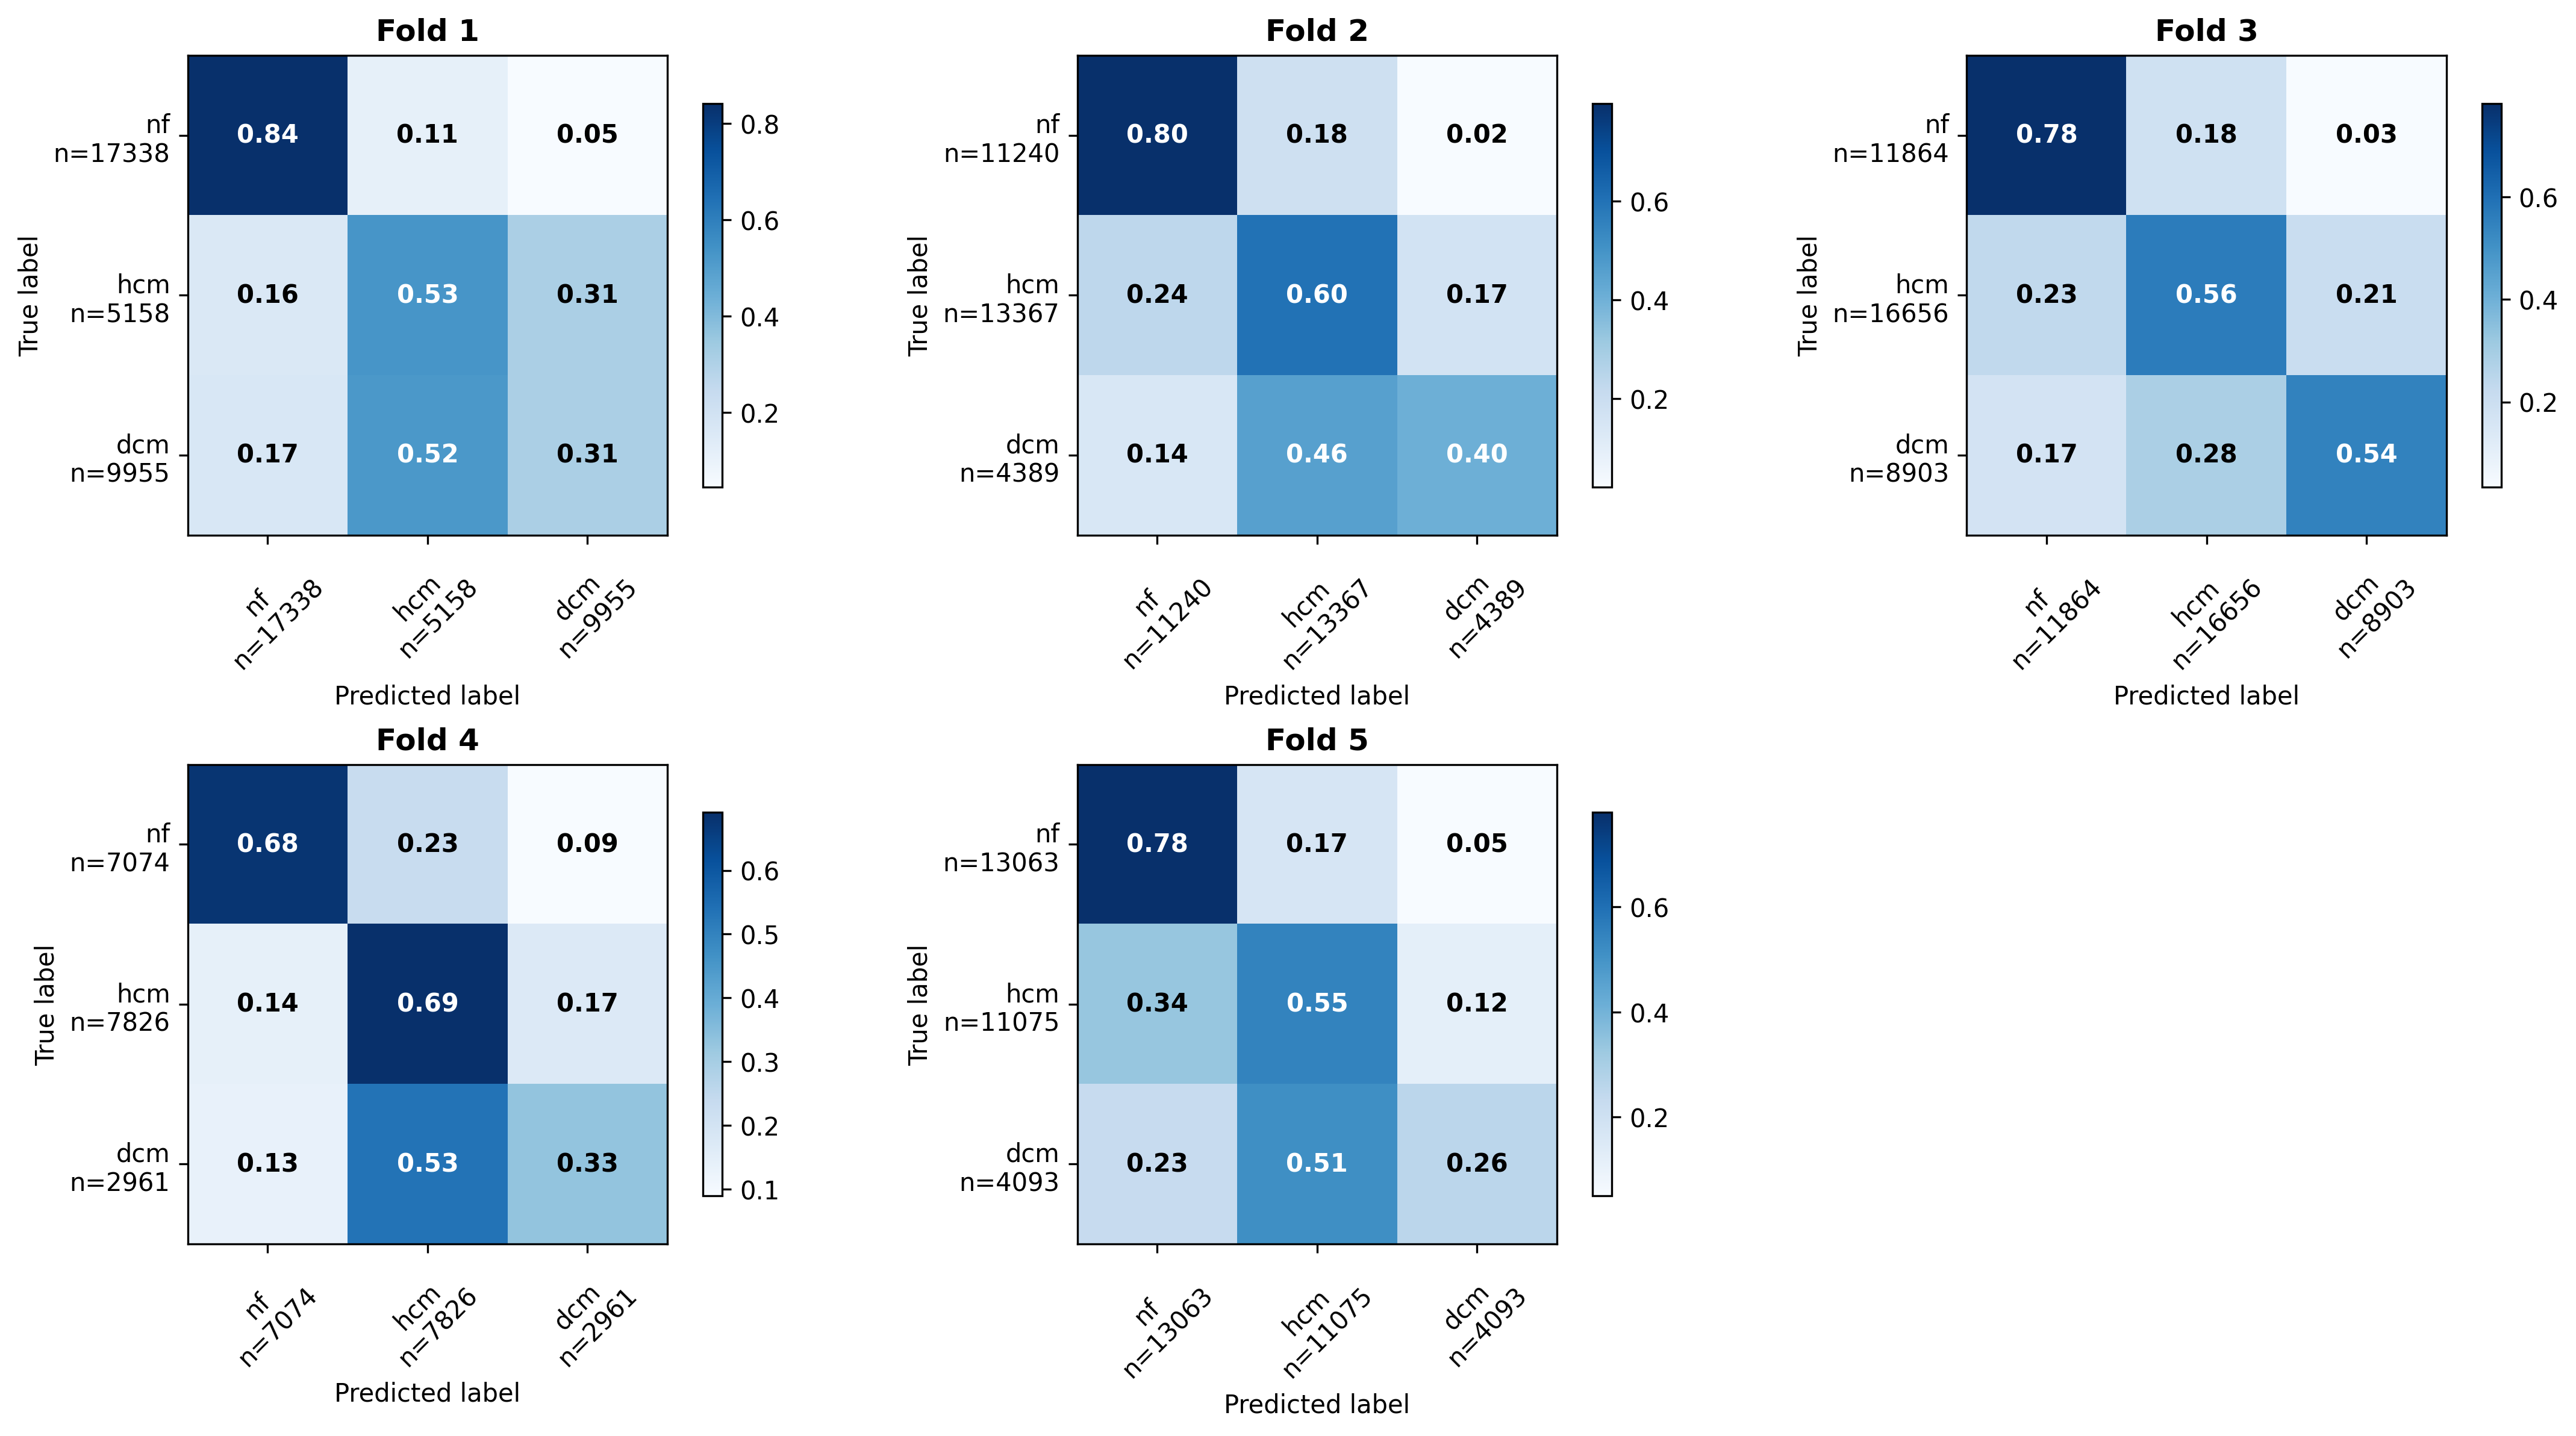 Fold 1
True label
nf
n=17338
0.84 0.11 0.05
hcm
n=5158
0.16 0.53 0.31
dcm
n=9955
0.17 0.52 0.31
0.8
0.6
0.4
0.2
nf
n=17338
hcm
n=5158
dcm
n=9955
Predicted label
Fold 2
True label
nf
n=11240
0.80 0.18 0.02
hcm
n=13367
0.24 0.60 0.17
dcm
n=4389
0.14 0.46 0.40
0.6
0.4
0.2
nf
n=11240
hcm
n=13367
dcm
n=4389
Predicted label
Fold 3
True label
nf
n=11864
0.78 0.18 0.03
hcm
n=16656
0.23 0.56 0.21
dcm
n=8903
0.17 0.28 0.54
0.6
0.4
0.2
nf
n=11864
hcm
n=16656
dcm
n=8903
Predicted label
Fold 4
True label
nf
n=7074
0.68 0.23 0.09
hcm
n=7826
0.14 0.69 0.17
dcm
n=2961
0.13 0.53 0.33
0.6
0.5
0.4
0.3
0.2
0.1
nf
n=7074
hcm
n=7826
dcm
n=2961
Predicted label
Fold 5
True label
nf
n=13063
0.78 0.17 0.05
hcm
n=11075
0.34 0.55 0.12
dcm
n=4093
0.23 0.51 0.26
0.6
0.4
0.2
nf
n=13063
hcm
n=11075
dcm
n=4093
Predicted label